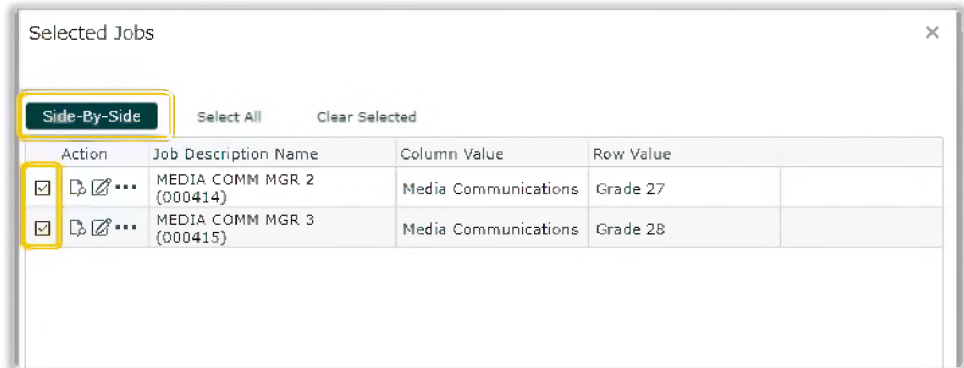 Selected Jobs
Side-By-Side Select All Clear Selected
Action Job Description Name Column Value Row Value
MEDIA COMM MGR 2
(000414) Media Communications Grade 27
MEDIA COMM MGR 3
(000415) Media Communications Grade 28